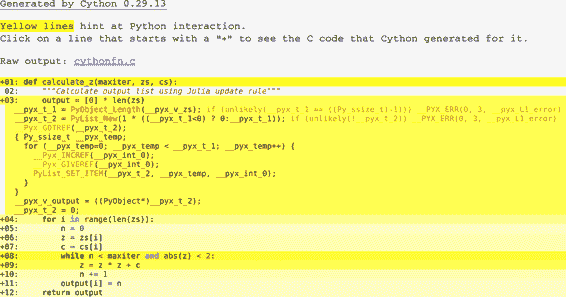 Generated by Cython 0.29.13
Yellow lines hint at Python interaction.
Click on a line that starts with a "+" to see the C code that Cython generated for it.
Raw output: cythonfn.c
+01: def calculate_z(maxiter, zs, cs):
02:     """Calculate output list using Julia update rule"""
+03:     output = [0] * len(zs)
__pyx_t_1 = PyObject_Length(__pyx_v_zs); if (unlikely(__pyx_t_1 == ((Py_ssize_t)-1))) __PYX_ERR(0, 3, __pyx_L1_error)
__pyx_t_2 = PyList_New(1 * ((__pyx_t_1<0) ? 0:__pyx_t_1)); if (unlikely(!__pyx_t_2)) __PYX_ERR(0, 3, __pyx_L1_error)
__Pyx_GOTREF(__pyx_t_2);
{ Py_ssize_t __pyx_temp;
for (__pyx_temp=0; __pyx_temp < __pyx_t_1; __pyx_temp++) {
__Pyx_INCREF(__pyx_int_0);
__Pyx_GIVEREF(__pyx_int_0);
PyList_SET_ITEM(__pyx_t_2, __pyx_temp, __pyx_int_0);
}
}
__pyx_v_output = ((PyObject*)__pyx_t_2);
__pyx_t_2 = 0;
+04:     for i in range(len(zs)):
+05:         n = 0
+06:         z = zs[i]
+07:         c = cs[i]
+08:         while n < maxiter and abs(z) < 2:
+09:             z = z * z + c
+10:             n += 1
+11:         output[i] = n
+12:     return output